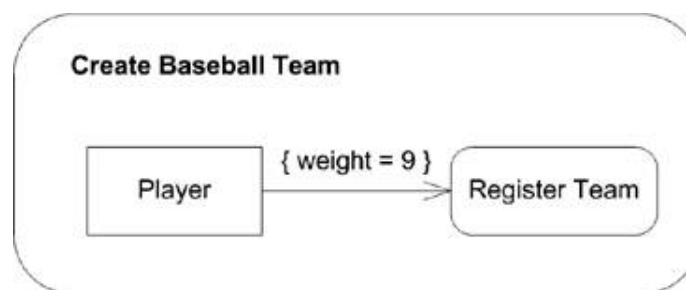 Create Baseball Team
{ weight = 9 }
Player
Register Team